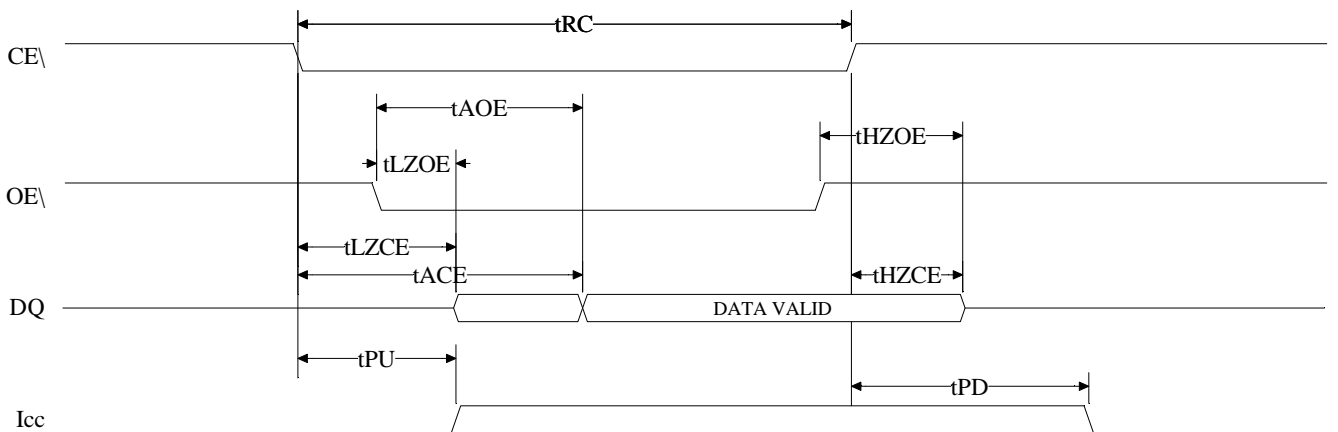 tRC
CE\
tAOE
tHZOE
tLZOE
OE\
tLZCE
tACE
tHZCE
DQ
DATA VALID
tPU
tPD
Icc